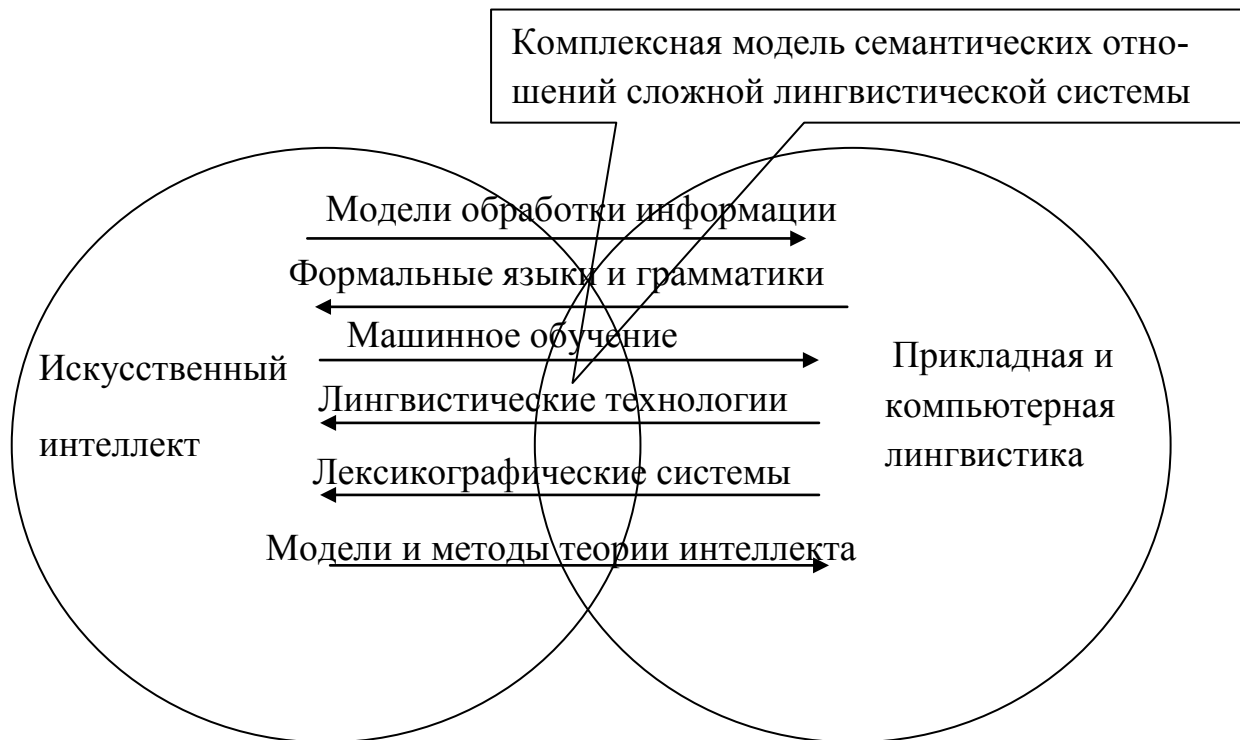 Комплексная модель семантических отно-
шений сложной лингвистической системы
Модели обработки информации
Формальные языки и грамматики
Машинное обучение
Искусственный
интеллект
Прикладная и
компьютерная
лингвистика
Лингвистические технологии
Лексикографические системы
Модели и методы теории интеллекта